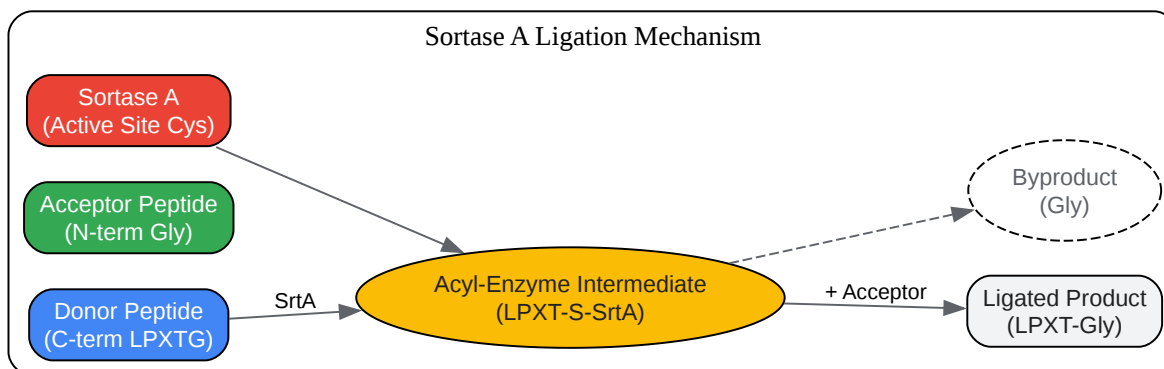 Sortase A Ligation Mechanism
Sortase A
(Active Site Cys)
Acceptor Peptide
(N-term Gly)
Donor Peptide
(C-term LPXTG)
SrtA
Acyl-Enzyme Intermediate
(LPXT-S-SrtA)
Byproduct
(Gly)
+ Acceptor
Ligated Product
(LPXT-Gly)